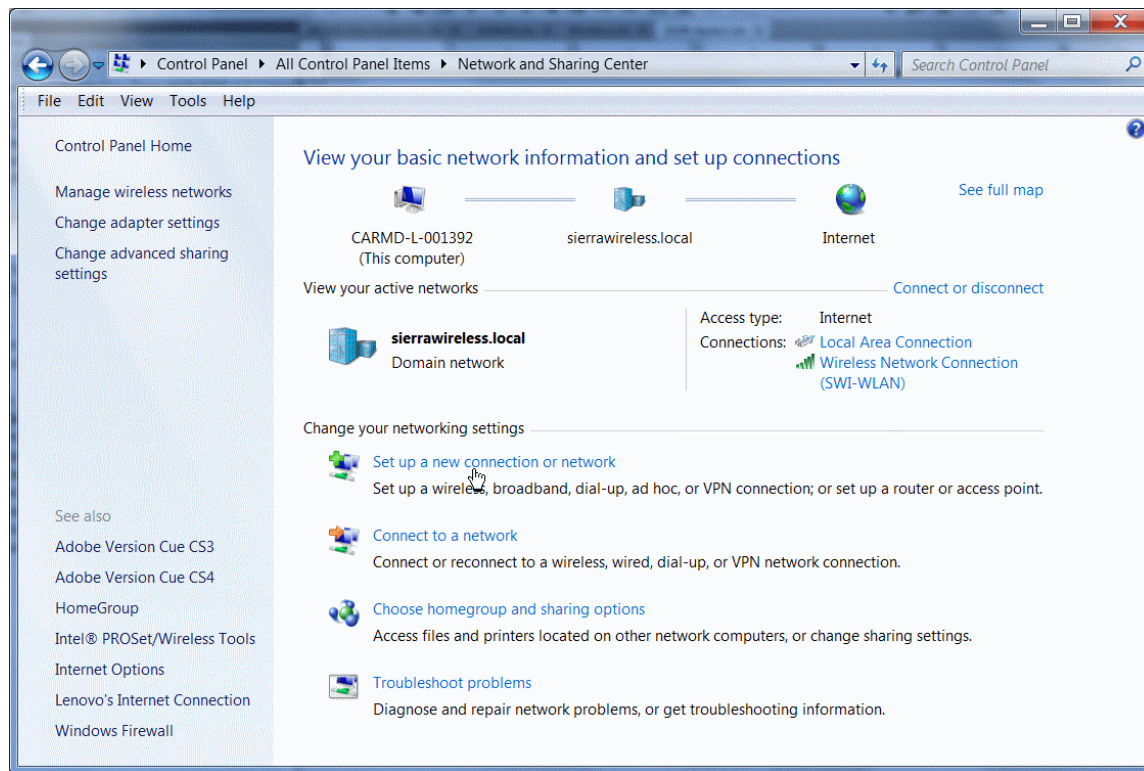 Control Panel ▸ All Control Panel Items ▸ Network and Sharing Center
Search Control Panel
File Edit View Tools Help
Control Panel Home
Manage wireless networks
Change adapter settings
Change advanced sharing
settings
See also
Adobe Version Cue CS3
Adobe Version Cue CS4
HomeGroup
Intel® PROSet/Wireless Tools
Internet Options
Lenovo's Internet Connection
Windows Firewall
View your basic network information and set up connections
See full map
CARMD-L-001392
(This computer)
sierrawireless.local
Internet
View your active networks
Connect or disconnect
sierrawireless.local
Domain network
Access type: Internet
Connections: Local Area Connection
Wireless Network Connection
(SWI-WLAN)
Change your networking settings
Set up a new connection or network
Set up a wireless, broadband, dial-up, ad hoc, or VPN connection; or set up a router or access point.
Connect to a network
Connect or reconnect to a wireless, wired, dial-up, or VPN network connection.
Choose homegroup and sharing options
Access files and printers located on other network computers, or change sharing settings.
Troubleshoot problems
Diagnose and repair network problems, or get troubleshooting information.